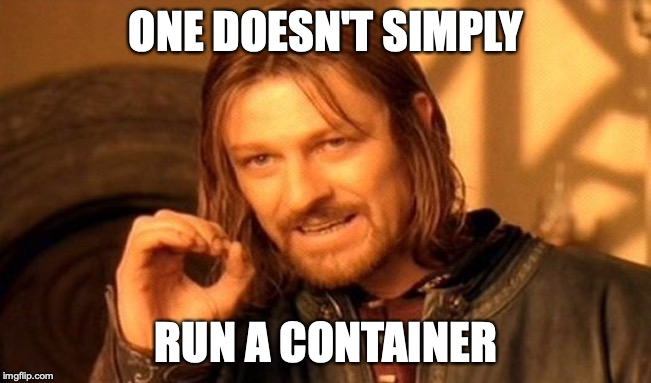 ONE DOESN'T SIMPLY
RUN A CONTAINER
imgflip.com